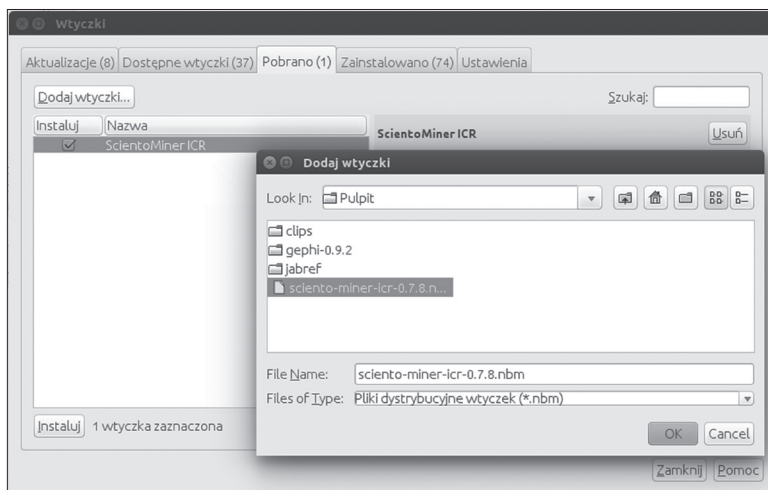 Wtyczki
Aktualizacje (8) Dostępne wtyczki (37) Pobrano (1) Zainstalowano (74) Ustawienia
Dodaj wtyczki... Szukaj:
Instaluj Nazwa
ScientoMiner ICR
ScientoMiner ICR Usuń
Dodaj wtyczki
Look In: Pulpit
clips
gephi-0.9.2
jabref
sciento-miner-icr-0.7.8.n...
File Name: sciento-miner-icr-0.7.8.nbm
Files of Type: Pliki dystrybucyjne wtyczek (*.nbm)
OK Cancel
Instaluj 1 wtyczka zaznaczona
Zamknij Pomoc